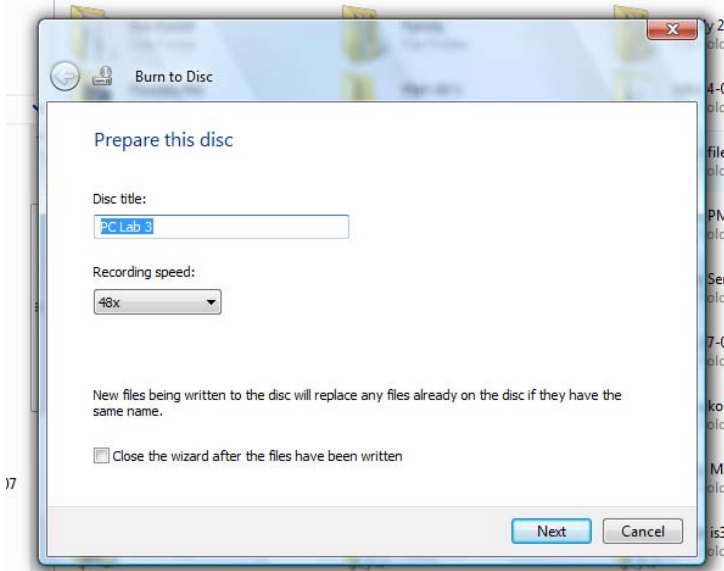 Burn to Disc
Prepare this disc
Disc title:
PC Lab 3
Recording speed:
48x
New files being written to the disc will replace any files already on the disc if they have the
same name.
Close the wizard after the files have been written
07
Next
Cancel